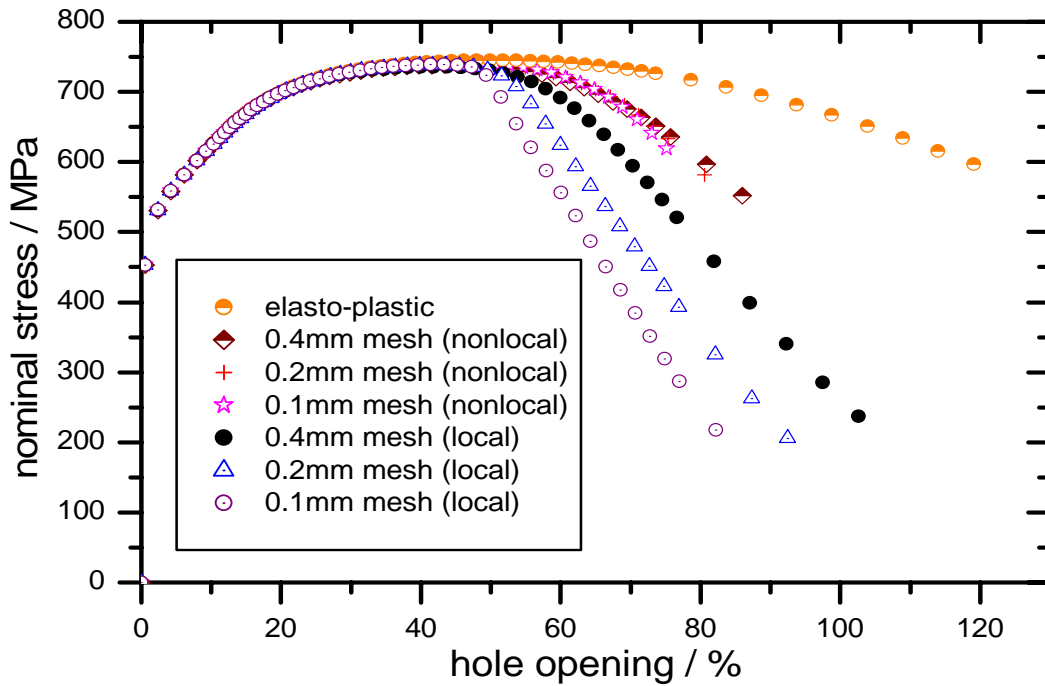 800
700
600
500
400
300
200
100
0
nominal stress / MPa
elasto-plastic
0.4mm mesh (nonlocal)
0.2mm mesh (nonlocal)
0.1mm mesh (nonlocal)
0.4mm mesh (local)
0.2mm mesh (local)
0.1mm mesh (local)
0 20 40 60 80 100 120
hole opening / %